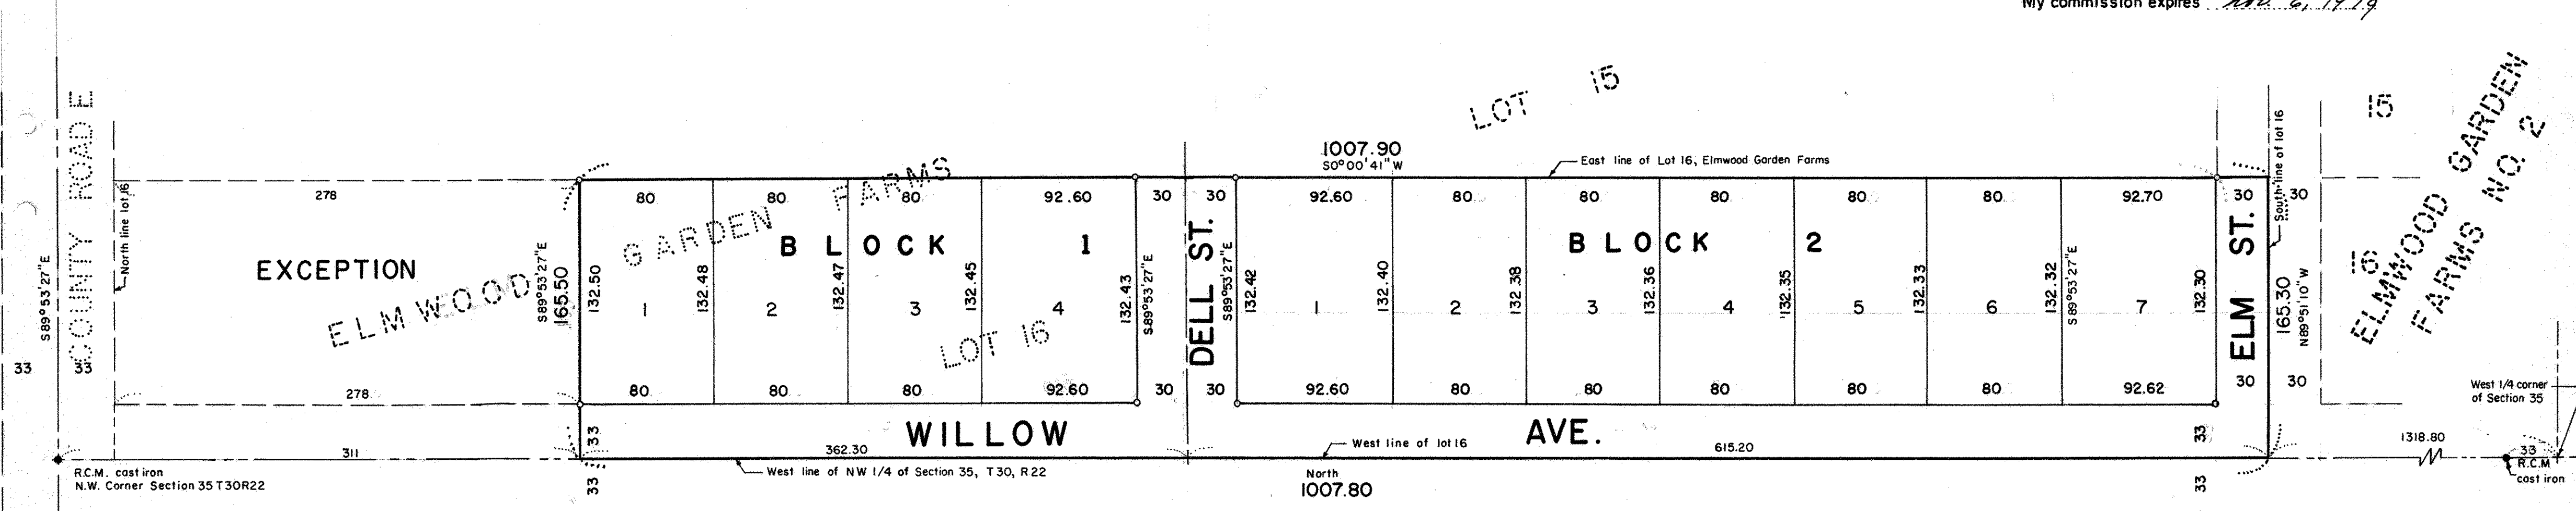 My commission expires Nov. 6, 1979
LOT 15
15
ELMWOOD GARDEN
FARMS NO. 2
16
COUNTY ROAD E
S89°53'27"E
33
33
North line lot 16
278
EXCEPTION
278
311
R.C.M. cast iron
N.W. Corner Section 35 T30R22
ELMWOOD GARDEN FARMS
LOT 16
S89°53'27"E
165.50
1007.90
S0°00'41"W
East line of Lot 16, Elmwood Garden Farms
80 80 80 92.60 30 30 92.60 80 80 80 80 80 92.70 30 30
BLOCK 1
BLOCK 2
132.50 132.48 132.47 132.45 132.43
S89°53'27"E
DELL ST.
S89°53'27"E
132.42 132.40 132.38 132.36 132.35 132.33 132.32
S89°53'27"E
132.30
1 2 3 4
1 2 3 4 5 6 7
ELM ST.
South line of lot 16
165.30
N89°51'10"W
80 80 80 92.60 30 30 92.60 80 80 80 80 80 92.62 30 30
33
WILLOW AVE.
33
362.30
West line of lot 16
615.20
West line of NW 1/4 of Section 35, T30, R22
North
1007.80
33
33
West 1/4 corner
of Section 35
1318.80
33
R.C.M
cast iron